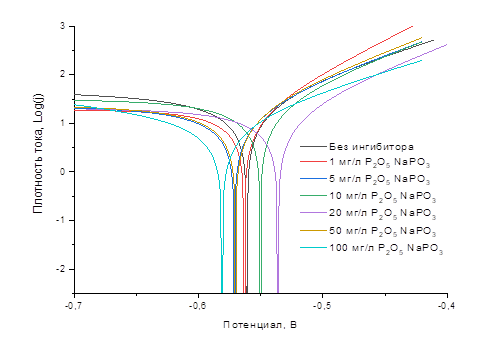 3
2
1
0
-1
-2
Плотность тока, Log(i)
Без ингибитора
1 мг/л P₂O₅ NaPO₃
5 мг/л P₂O₅ NaPO₃
10 мг/л P₂O₅ NaPO₃
20 мг/л P₂O₅ NaPO₃
50 мг/л P₂O₅ NaPO₃
100 мг/л P₂O₅ NaPO₃
-0,7 -0,6 -0,5 -0,4
Потенциал, В